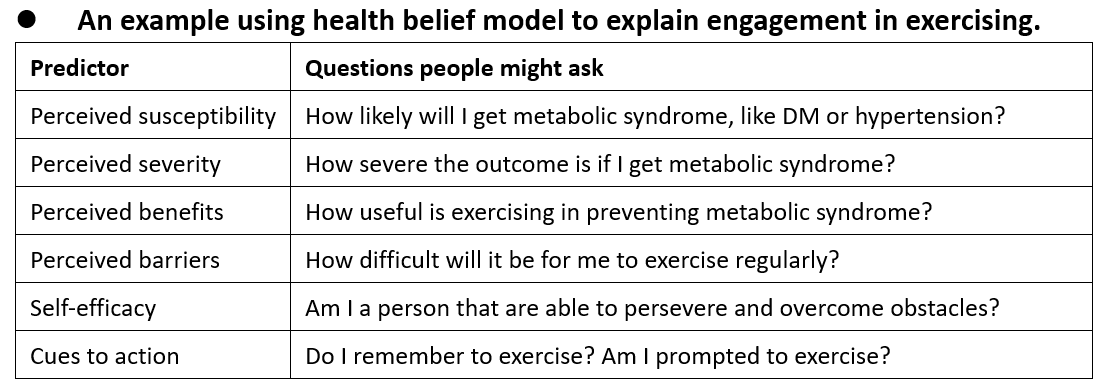 ● An example using health belief model to explain engagement in exercising.
Predictor Questions people might ask
Perceived susceptibility How likely will I get metabolic syndrome, like DM or hypertension?
Perceived severity How severe the outcome is if I get metabolic syndrome?
Perceived benefits How useful is exercising in preventing metabolic syndrome?
Perceived barriers How difficult will it be for me to exercise regularly?
Self-efficacy Am I a person that are able to persevere and overcome obstacles?
Cues to action Do I remember to exercise? Am I prompted to exercise?